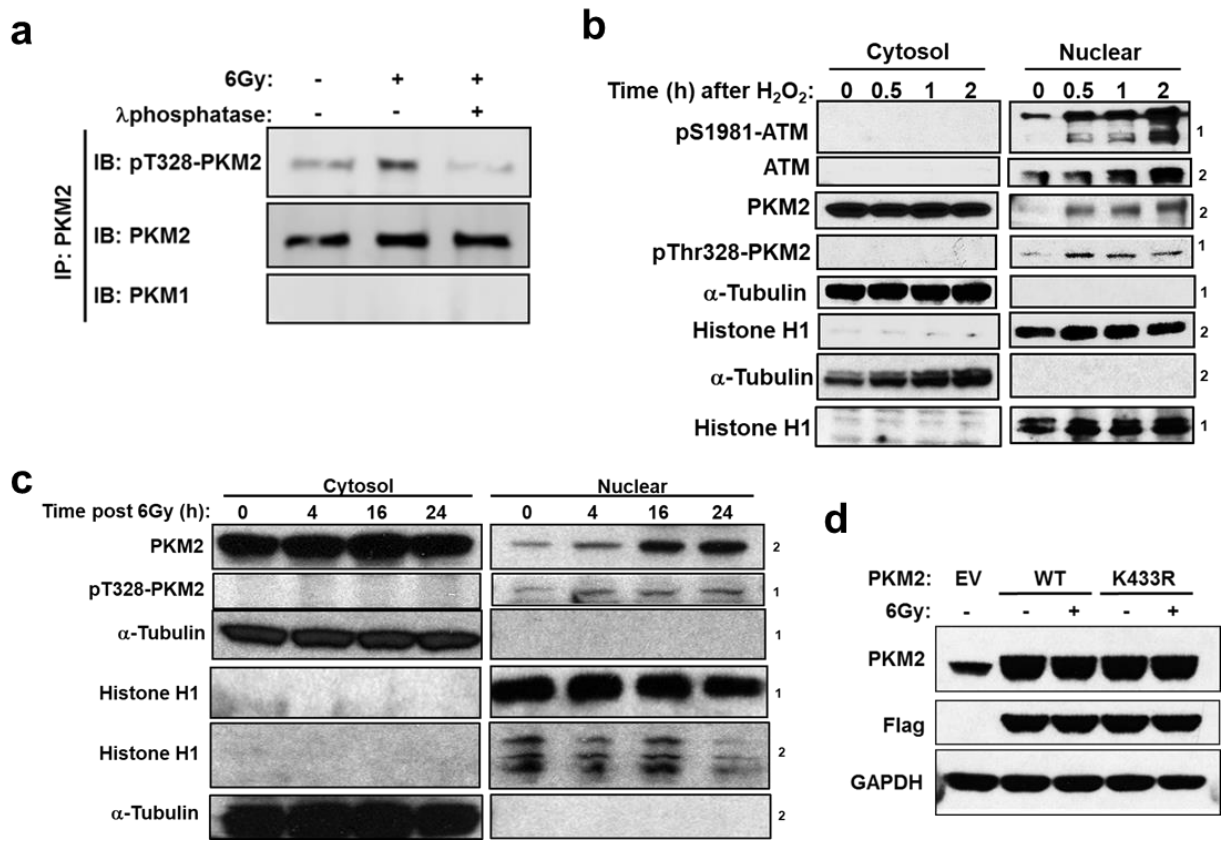 a
6Gy: - + +
λphosphatase: - - +
IP: PKM2
IB: pT328-PKM2
IB: PKM2
IB: PKM1
b
Cytosol Nuclear
Time (h) after H₂O₂: 0 0.5 1 2 0 0.5 1 2
pS1981-ATM 1
ATM 2
PKM2 2
pThr328-PKM2 1
α-Tubulin 1
Histone H1 2
α-Tubulin 2
Histone H1 1
c
Cytosol Nuclear
Time post 6Gy (h): 0 4 16 24 0 4 16 24
PKM2 2
pT328-PKM2 1
α-Tubulin 1
Histone H1 1
Histone H1 2
α-Tubulin 2
d
PKM2: EV WT K433R
6Gy: - - + - +
PKM2
Flag
GAPDH